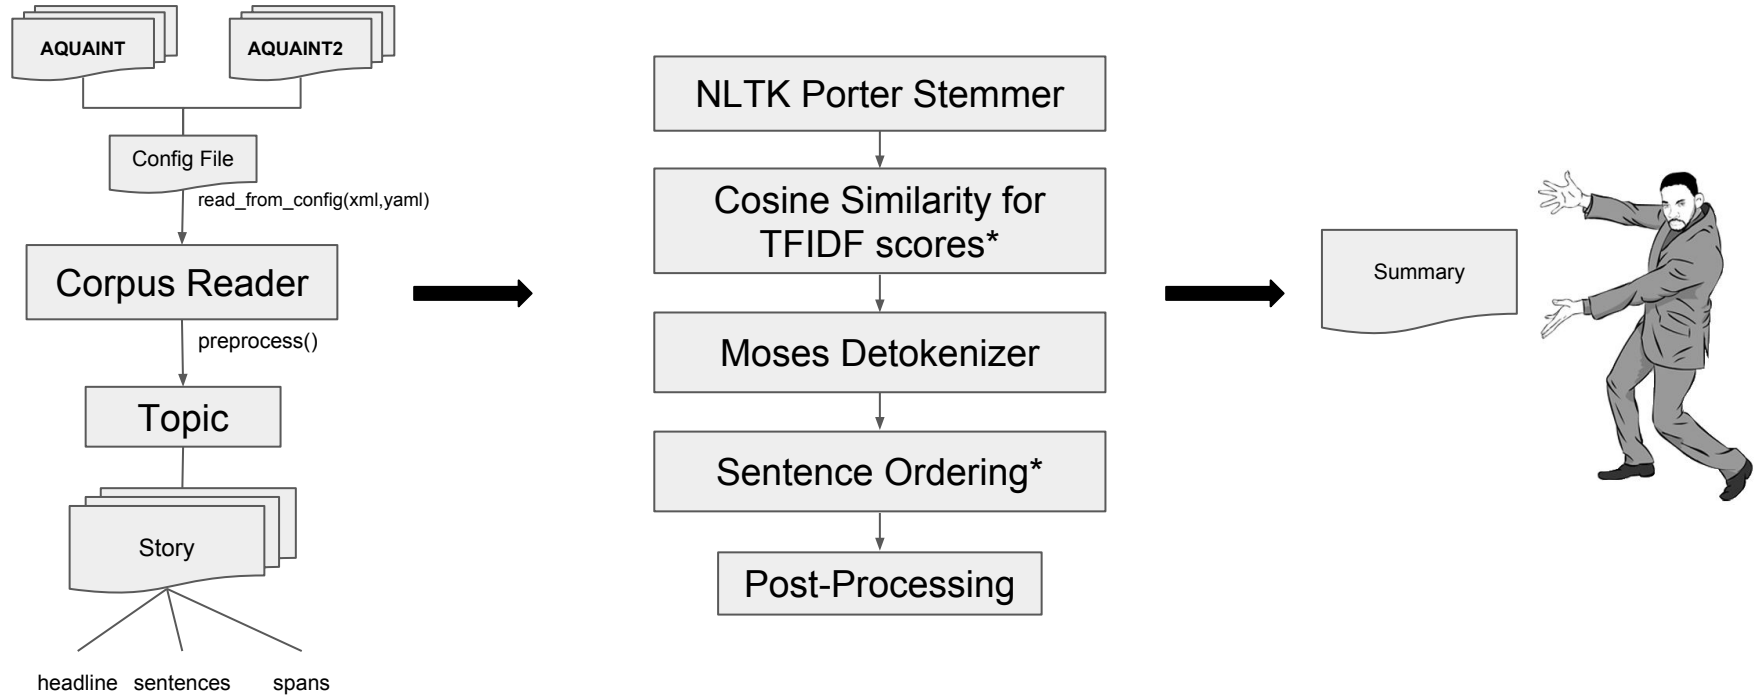 AQUAINT
AQUAINT2
Config File
read_from_config(xml,yaml)
Corpus Reader
preprocess()
Topic
Story
headline sentences spans
NLTK Porter Stemmer
Cosine Similarity for
TFIDF scores*
Moses Detokenizer
Sentence Ordering*
Post-Processing
Summary